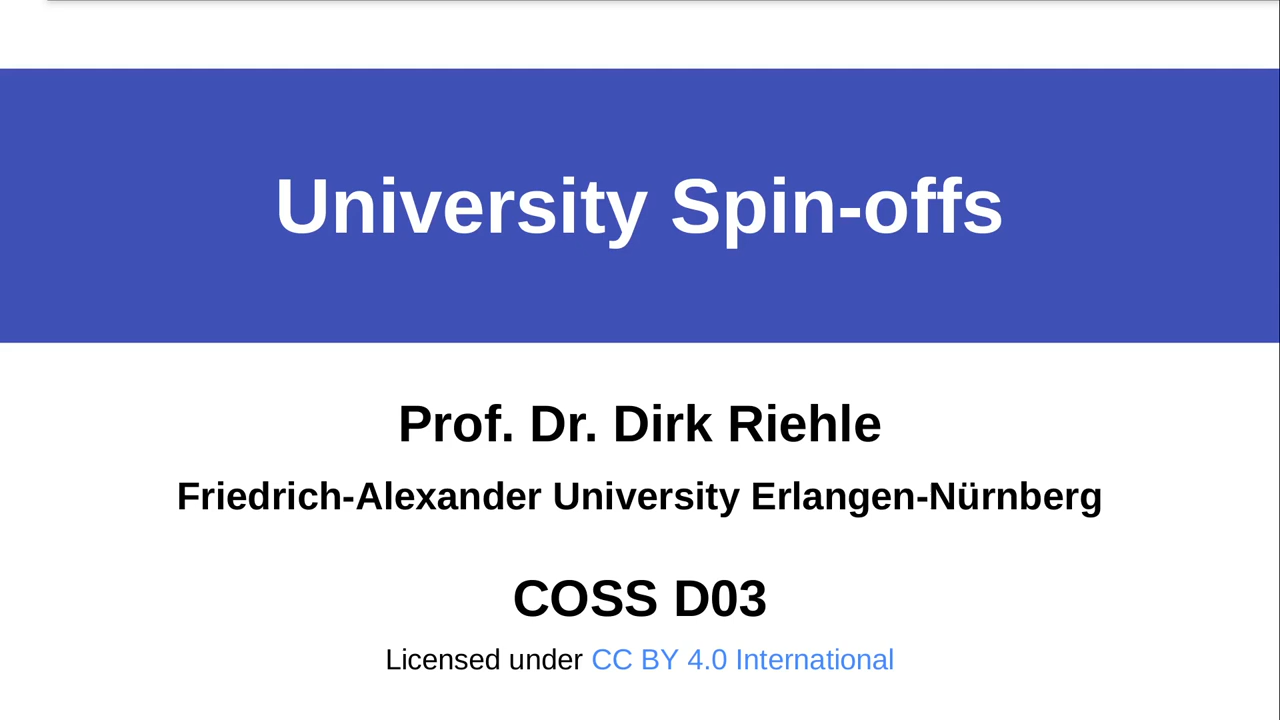 University Spin-offs
Prof. Dr. Dirk Riehle
Friedrich-Alexander University Erlangen-Nürnberg
COSS D03
Licensed under CC BY 4.0 International